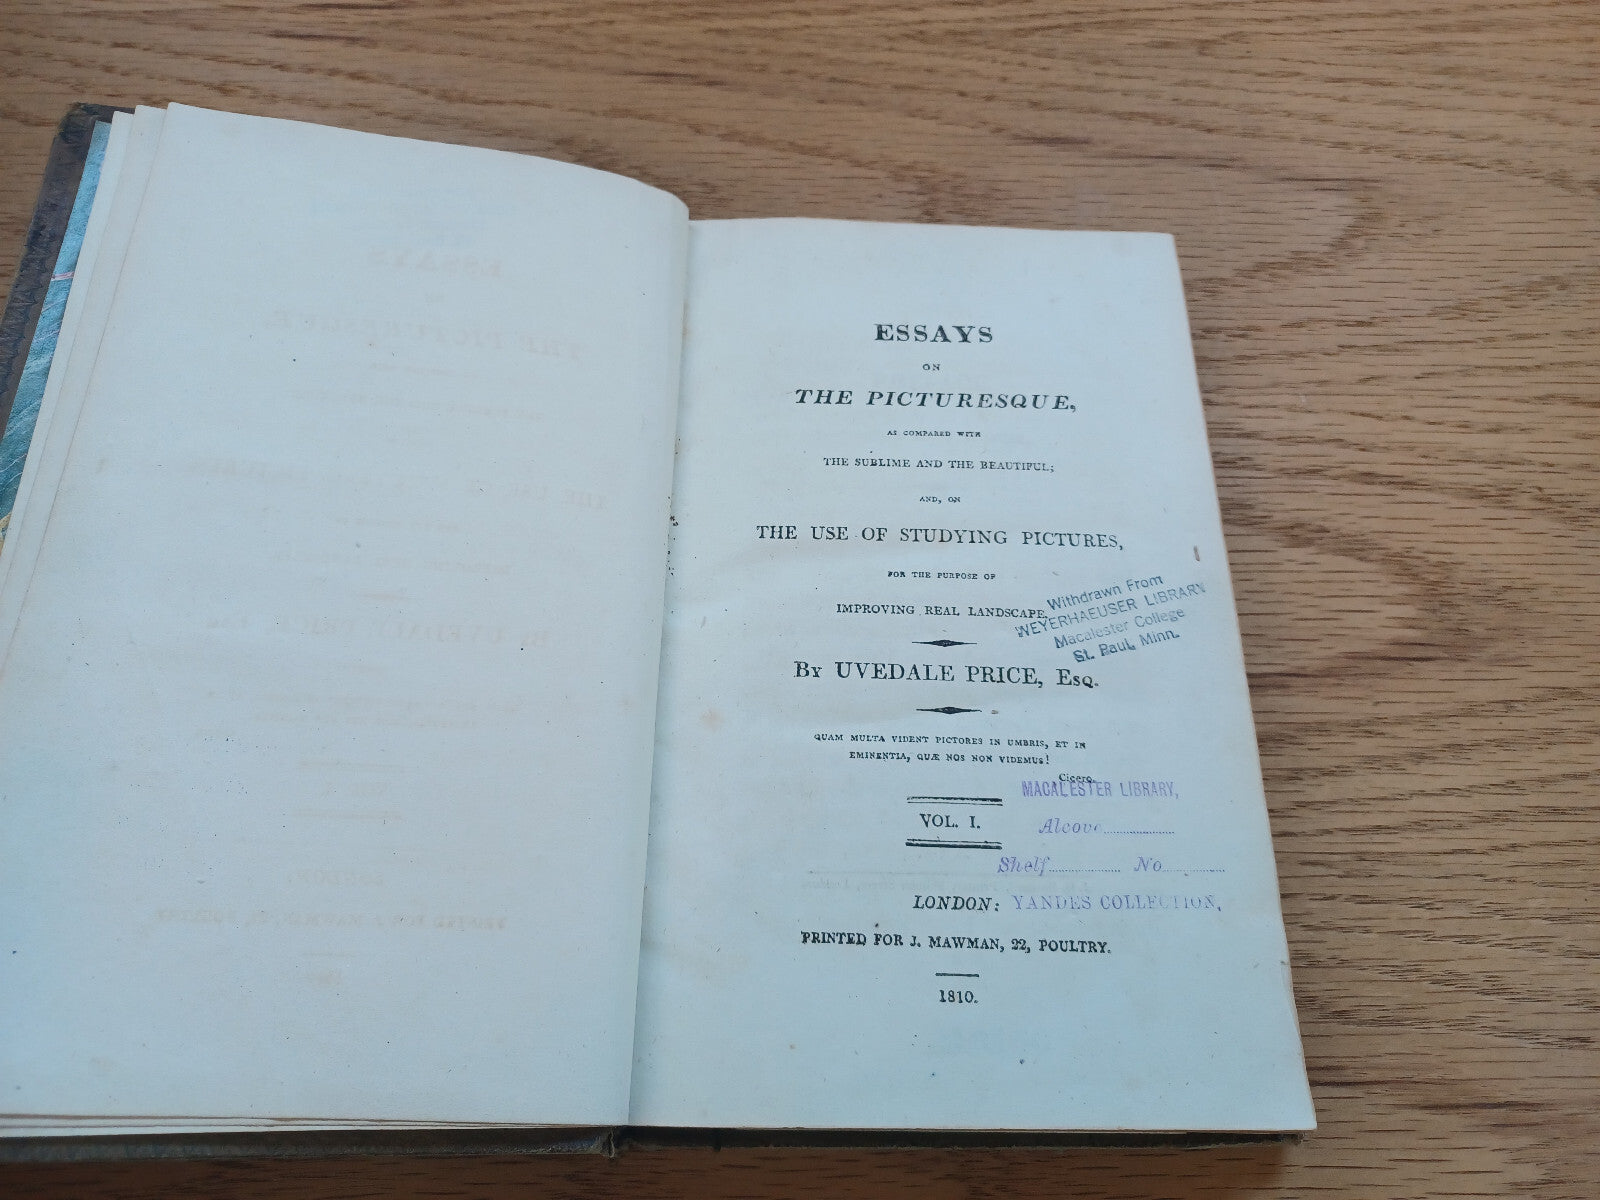 ESSAYS
ON
THE PICTURESQUE,
AS COMPARED WITH
THE SUBLIME AND THE BEAUTIFUL;
AND, ON
THE USE OF STUDYING PICTURES,
FOR THE PURPOSE OF
IMPROVING REAL LANDSCAPE.
Withdrawn From
WEYERHAEUSER LIBRARY
Macalester College
St. Paul, Minn.
By UVEDALE PRICE, Esq.
QUAM MULTA VIDENT PICTORES IN UMBRIS, ET IN
EMINENTIA, QUÆ NOS NON VIDEMUS!
Cicero.
MACALESTER LIBRARY,
VOL. I.
Alcove
Shelf No
LONDON: YANDES COLLECTION,
PRINTED FOR J. MAWMAN, 22, POULTRY.
1810.